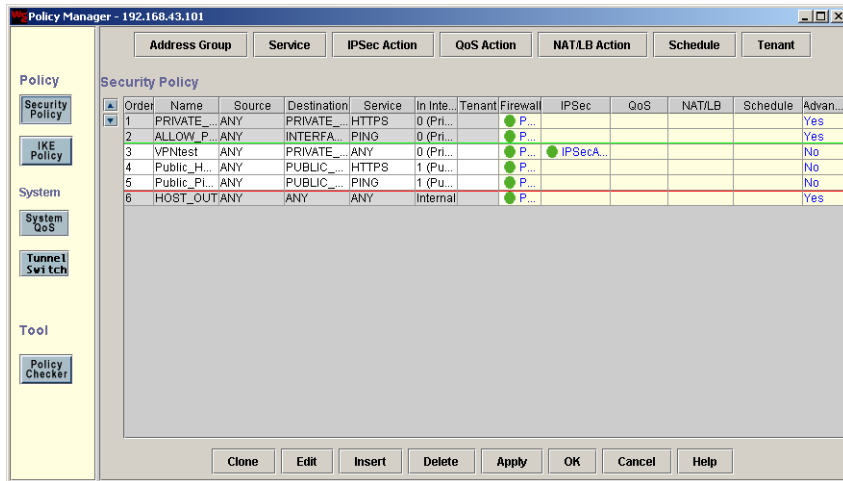 Policy Manager - 192.168.43.101
Address Group Service IPSec Action QoS Action NAT/LB Action Schedule Tenant
Policy
Security Policy
Security
Policy
IKE
Policy
System
System
QoS
Tunnel
Switch
Tool
Policy
Checker
Order Name Source Destination Service In Inte... Tenant Firewall IPSec QoS NAT/LB Schedule Advan...
1 PRIVATE_... ANY PRIVATE_... HTTPS 0 (Pri... P... Yes
2 ALLOW_P... ANY INTERFA... PING 0 (Pri... P... Yes
3 VPNtest ANY PRIVATE_... ANY 0 (Pri... P... IPSecA... No
4 Public_H... ANY PUBLIC_... HTTPS 1 (Pu... P... No
5 Public_Pi... ANY PUBLIC_... PING 1 (Pu... P... No
6 HOST_OUT ANY ANY ANY Internal P... Yes
Clone Edit Insert Delete Apply OK Cancel Help